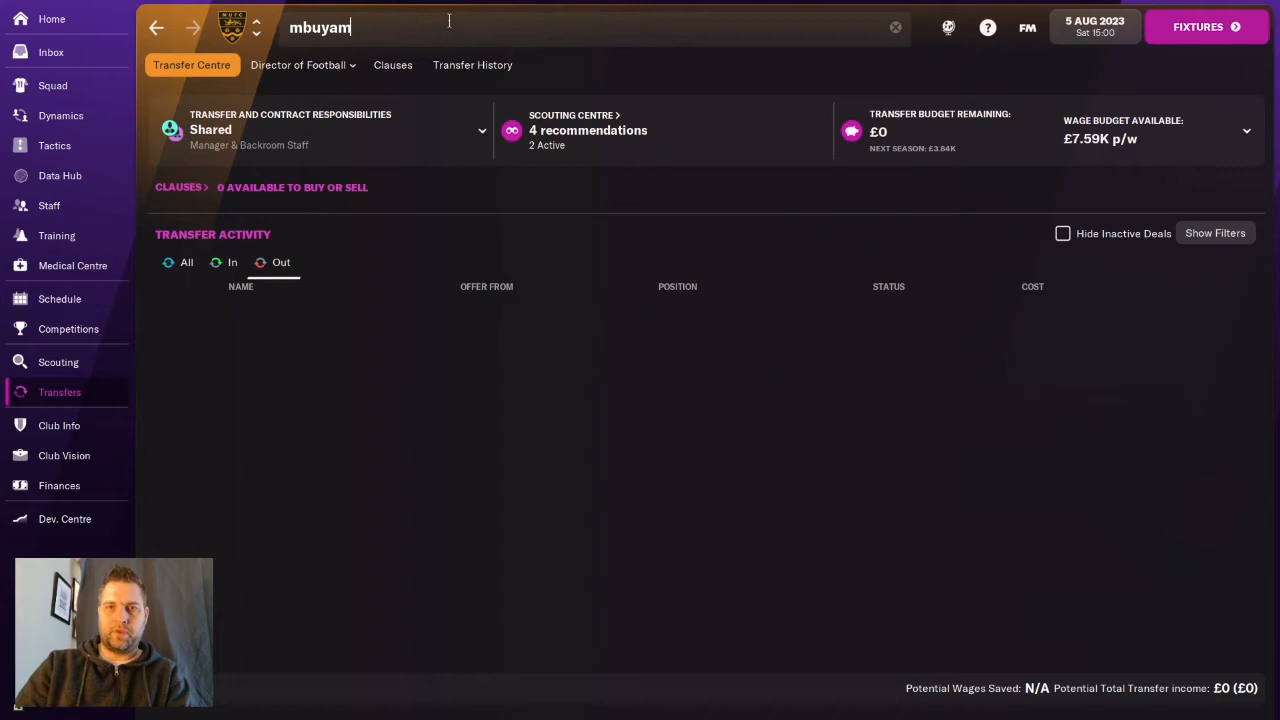 Home
MUFC
mbuyam
FM
5 AUG 2023
Sat 15:00
FIXTURES
Inbox
Squad
Dynamics
Tactics
Data Hub
Staff
Training
Medical Centre
Schedule
Competitions
Scouting
Transfers
Club Info
Club Vision
Finances
Dev. Centre
Transfer Centre
Director of Football
Clauses
Transfer History
TRANSFER AND CONTRACT RESPONSIBILITIES
Shared
Manager & Backroom Staff
SCOUTING CENTRE >
4 recommendations
2 Active
TRANSFER BUDGET REMAINING:
£0
NEXT SEASON: £3.84K
WAGE BUDGET AVAILABLE:
£7.59K p/w
CLAUSES > 0 AVAILABLE TO BUY OR SELL
TRANSFER ACTIVITY
Hide Inactive Deals
Show Filters
All
In
Out
NAME
OFFER FROM
POSITION
STATUS
COST
Potential Wages Saved: N/A Potential Total Transfer income: £0 (£0)